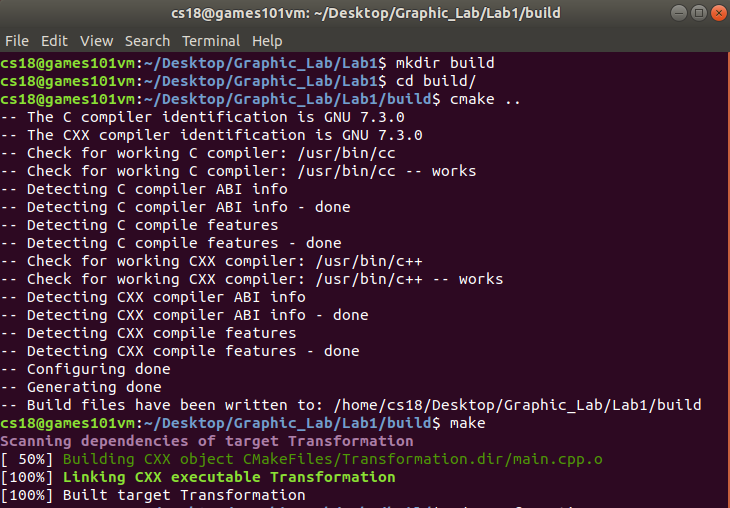 cs18@games101vm: ~/Desktop/Graphic_Lab/Lab1/build
File Edit View Search Terminal Help
cs18@games101vm:~/Desktop/Graphic_Lab/Lab1$ mkdir build
cs18@games101vm:~/Desktop/Graphic_Lab/Lab1$ cd build/
cs18@games101vm:~/Desktop/Graphic_Lab/Lab1/build$ cmake ..
-- The C compiler identification is GNU 7.3.0
-- The CXX compiler identification is GNU 7.3.0
-- Check for working C compiler: /usr/bin/cc
-- Check for working C compiler: /usr/bin/cc -- works
-- Detecting C compiler ABI info
-- Detecting C compiler ABI info - done
-- Detecting C compile features
-- Detecting C compile features - done
-- Check for working CXX compiler: /usr/bin/c++
-- Check for working CXX compiler: /usr/bin/c++ -- works
-- Detecting CXX compiler ABI info
-- Detecting CXX compiler ABI info - done
-- Detecting CXX compile features
-- Detecting CXX compile features - done
-- Configuring done
-- Generating done
-- Build files have been written to: /home/cs18/Desktop/Graphic_Lab/Lab1/build
cs18@games101vm:~/Desktop/Graphic_Lab/Lab1/build$ make
Scanning dependencies of target Transformation
[ 50%] Building CXX object CMakeFiles/Transformation.dir/main.cpp.o
[100%] Linking CXX executable Transformation
[100%] Built target Transformation